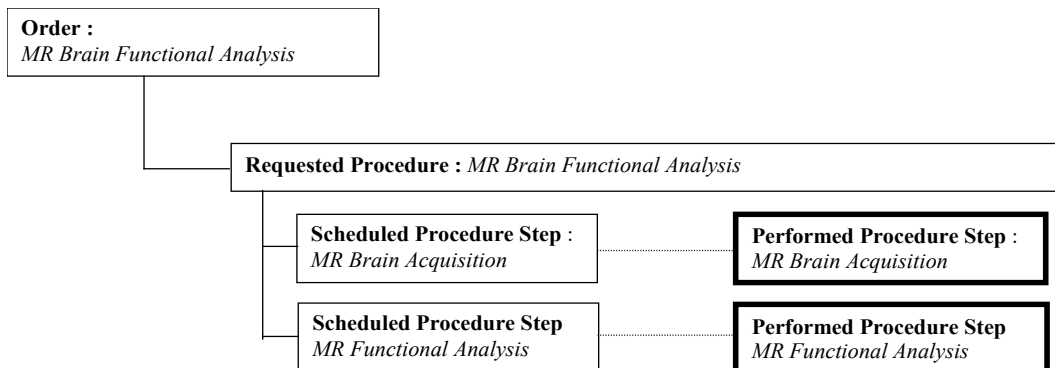 Order :
MR Brain Functional Analysis
Requested Procedure : MR Brain Functional Analysis
Scheduled Procedure Step :
MR Brain Acquisition
Performed Procedure Step :
MR Brain Acquisition
Scheduled Procedure Step
MR Functional Analysis
Performed Procedure Step
MR Functional Analysis